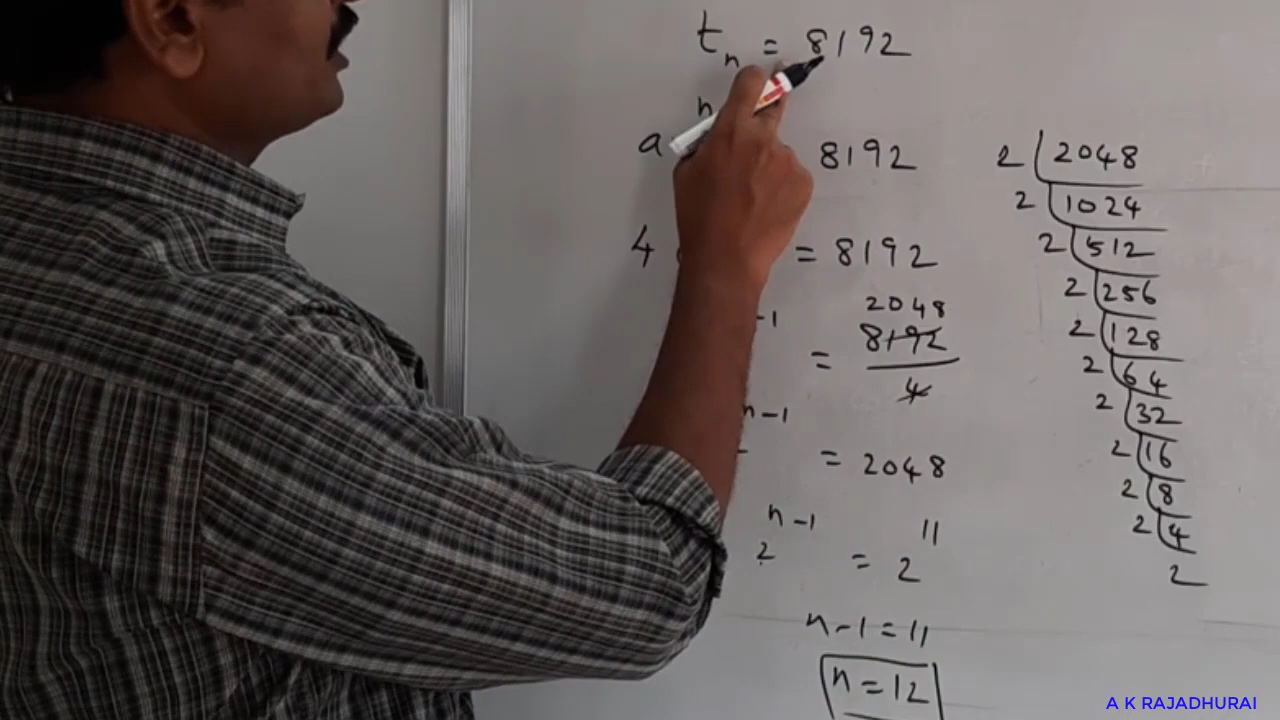 tn = 8192
n
a 8192
4 = 8192
-1 2048
= 8192
4
n-1
= 2048
n-1 11
2 = 2
n-1 = 11
n = 12
2 2048
2 1024
2 512
2 256
2 128
2 64
2 32
2 16
2 8
2 4
2
A K RAJADHURAI